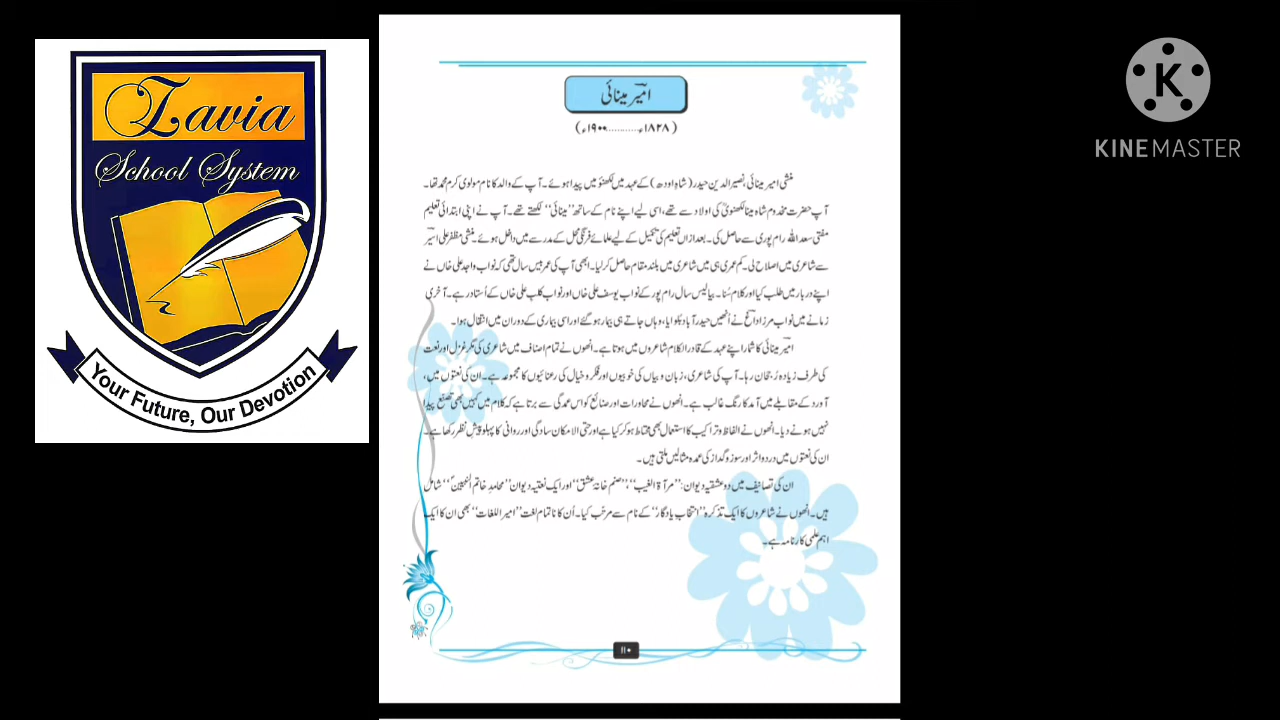 Zavia
School System
Your Future, Our Devotion
KINEMASTER
امیر مینائی
(۱۸۲۸ء..........۱۹۰۰ء)
منشی امیر مینائی، نصیر الدین حیدر (شاہِ اودھ) کے عہد میں لکھنؤ میں پیدا ہوئے۔ آپ کے والد کا نام مولوی کرم محمد تھا۔
آپ حضرت مخدوم شاہ مینا لکھنویؒ کی اولاد سے تھے، اسی لیے اپنے نام کے ساتھ ”مینائی“ لکھتے تھے۔ آپ نے اپنی ابتدائی تعلیم
مفتی سعد اللہ رام پوری سے حاصل کی۔ بعد ازاں تعلیم کی تکمیل کے لیے علمائے فرنگی محل کے مدرسے میں داخل ہوئے۔ منشی مظفر علی اسیرؔ
سے شاعری میں اصلاح لی۔ کم عمری ہی میں شاعری میں بلند مقام حاصل کر لیا۔ ابھی آپ کی عمر بیس سال تھی کہ نواب واجد علی خاں نے
اپنے دربار میں طلب کیا اور کلام سُنا۔ بیالیس سال رام پور کے نواب یوسف علی خاں اور نواب کلب علی خاں کے اُستاد رہے۔ آخری
زمانے میں نواب مرزا داغؔ نے اُنھیں حیدر آباد بلوایا، وہاں جاتے ہی بیمار ہو گئے اور اسی بیماری کے دوران میں انتقال ہوا۔
امیرؔ مینائی کا شمار اپنے عہد کے قادر الکلام شاعروں میں ہوتا ہے۔ انھوں نے تمام اصناف میں شاعری کی مگر غزل اور نعت
کی طرف زیادہ رُجحان رہا۔ آپ کی شاعری، زبان و بیاں کی خوبیوں اور فکر و خیال کی رعنائیوں کا مجموعہ ہے۔ ان کی نعتوں میں،
آورد کے مقابلے میں آمد کا رنگ غالب ہے۔ انھوں نے محاورات اور صنائع کو اس عمدگی سے برتا ہے کہ کلام میں کہیں بھی تصنع پیدا
نہیں ہونے دیا۔ انھوں نے الفاظ و تراکیب کا استعمال بھی محتاط ہو کر کیا ہے اور حتی الامکان سادگی اور روانی کا پہلو پیشِ نظر رکھا ہے۔
ان کی نعتوں میں درد و اثر اور سوز و گداز کی عمدہ مثالیں ملتی ہیں۔
ان کی تصانیف میں دو عشقیہ دیوان: ”مرآۃ الغیب“، ”صنم خانۂ عشق“ اور ایک نعتیہ دیوان ”محامدِ خاتم النبیینؐ“ شامل
ہیں۔ انھوں نے شاعروں کا ایک تذکرہ ”انتخابِ یادگار“ کے نام سے مرتب کیا۔ اُن کا ناتمام لغت ”امیر اللغات“ بھی ان کا ایک
اہم علمی کارنامہ ہے۔
۱۱۰